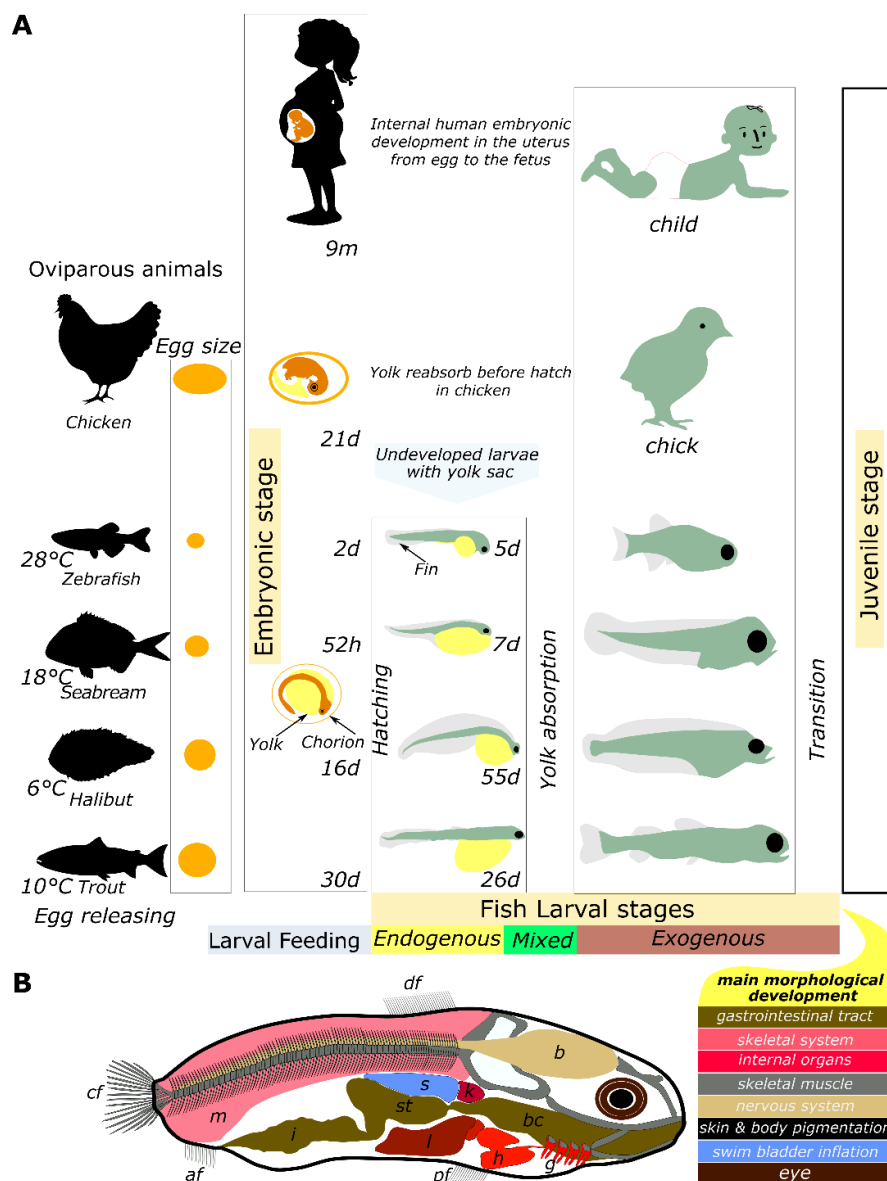 A
Internal human embryonic
development in the uterus
from egg to the fetus
9m
child
Oviparous animals
Egg size
Chicken
Yolk reabsorb before hatch
in chicken
21d
chick
Undeveloped larvae
with yolk sac
Embryonic stage
Juvenile stage
28°C
Zebrafish
2d
Fin
5d
18°C
Seabream
52h
7d
Hatching
Yolk absorption
Transition
Yolk
Chorion
6°C
Halibut
16d
55d
10°C Trout
30d
26d
Egg releasing
Fish Larval stages
Larval Feeding
Endogenous
Mixed
Exogenous
B
main morphological
development
gastrointestinal tract
skeletal system
internal organs
skeletal muscle
nervous system
skin & body pigmentation
swim bladder inflation
eye
df
cf
b
s
k
m
st
bc
i
l
h
g
af
pf